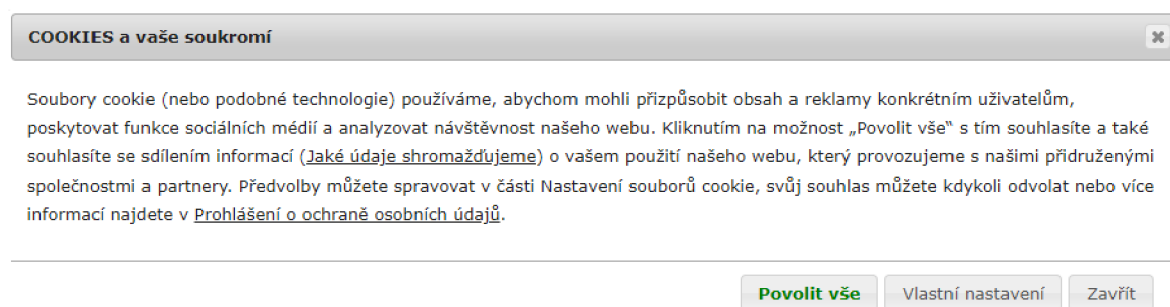 COOKIES a vaše soukromí
Soubory cookie (nebo podobné technologie) používáme, abychom mohli přizpůsobit obsah a reklamy konkrétním uživatelům,
poskytovat funkce sociálních médií a analyzovat návštěvnost našeho webu. Kliknutím na možnost „Povolit vše“ s tím souhlasíte a také
souhlasíte se sdílením informací (Jaké údaje shromažďujeme) o vašem použití našeho webu, který provozujeme s našimi přidruženými
společnostmi a partnery. Předvolby můžete spravovat v části Nastavení souborů cookie, svůj souhlas můžete kdykoli odvolat nebo více
informací najdete v Prohlášení o ochraně osobních údajů.
Povolit vše Vlastní nastavení Zavřít